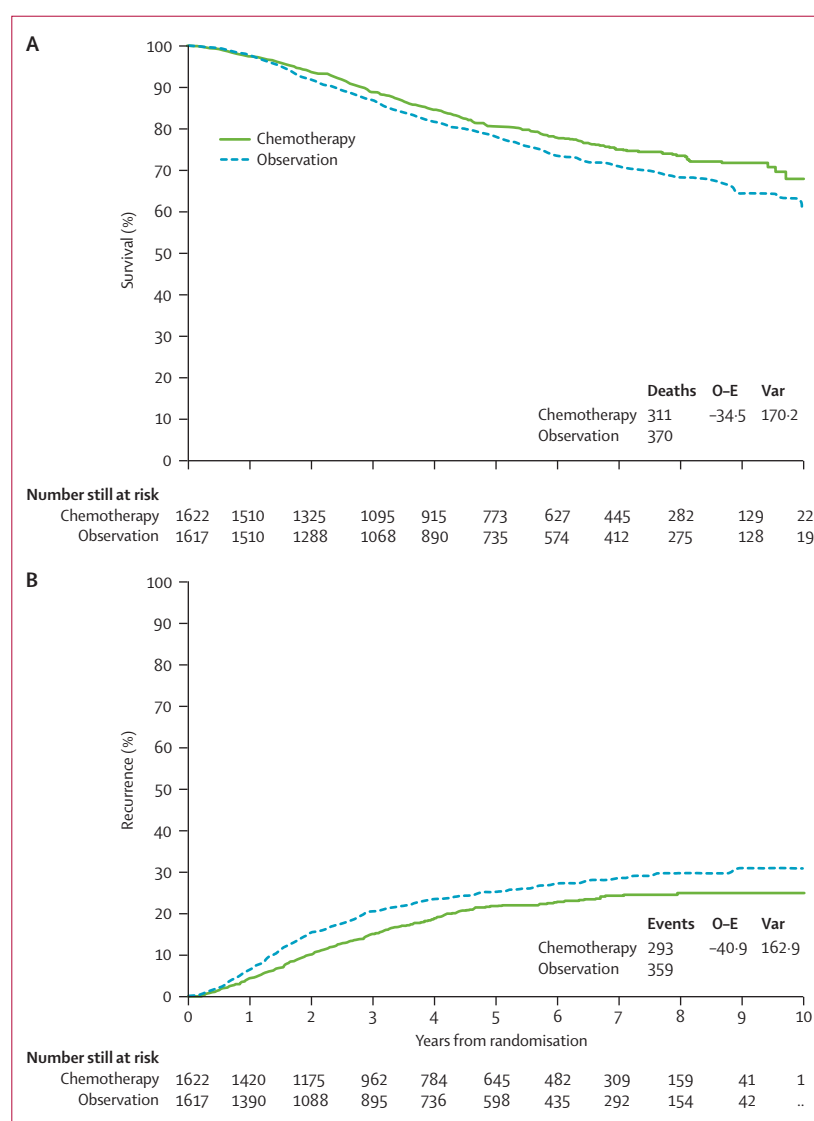 A
100
90
80
70
60
50
40
30
20
10
0
Survival (%)
Chemotherapy
Observation
Deaths O–E Var
Chemotherapy 311 –34·5 170·2
Observation 370
Number still at risk
Chemotherapy 1622 1510 1325 1095 915 773 627 445 282 129 22
Observation 1617 1510 1288 1068 890 735 574 412 275 128 19
B
100
90
80
70
60
50
40
30
20
10
0
Recurrence (%)
Events O–E Var
Chemotherapy 293 –40·9 162·9
Observation 359
0 1 2 3 4 5 6 7 8 9 10
Years from randomisation
Number still at risk
Chemotherapy 1622 1420 1175 962 784 645 482 309 159 41 1
Observation 1617 1390 1088 895 736 598 435 292 154 42 ..